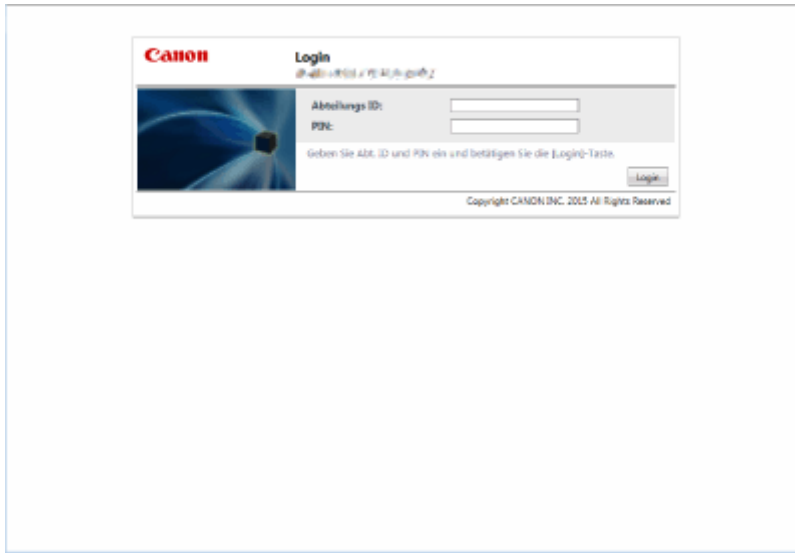 Canon
Login
Abteilungs ID:
PIN:
Geben Sie Abt. ID und PIN ein und betätigen Sie die [Login]-Taste.
Login
Copyright CANON INC. 2015 All Rights Reserved